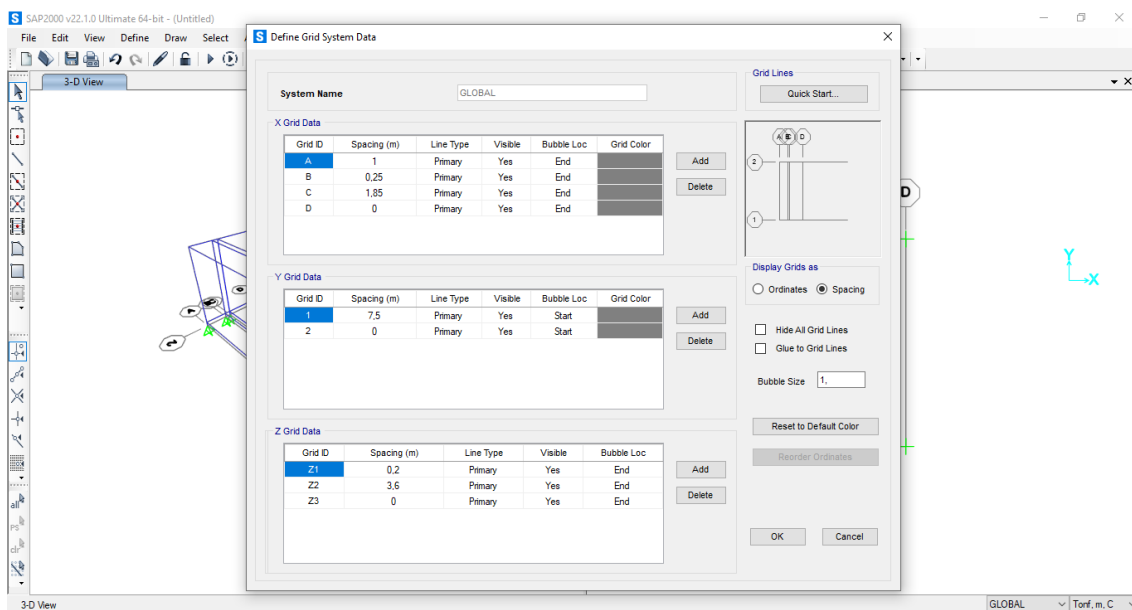 SAP2000 v22.1.0 Ultimate 64-bit - (Untitled)
File Edit View Define Draw Select
3-D View
Define Grid System Data
System Name GLOBAL
X Grid Data
Grid ID Spacing (m) Line Type Visible Bubble Loc Grid Color
A 1 Primary Yes End
B 0,25 Primary Yes End
C 1,85 Primary Yes End
D 0 Primary Yes End
Add
Delete
Y Grid Data
Grid ID Spacing (m) Line Type Visible Bubble Loc Grid Color
1 7,5 Primary Yes Start
2 0 Primary Yes Start
Add
Delete
Z Grid Data
Grid ID Spacing (m) Line Type Visible Bubble Loc
Z1 0,2 Primary Yes End
Z2 3,6 Primary Yes End
Z3 0 Primary Yes End
Add
Delete
Grid Lines
Quick Start...
A D
2
1
Display Grids as
Ordinates Spacing
Hide All Grid Lines
Glue to Grid Lines
Bubble Size 1,
Reset to Default Color
Reorder Ordinates
OK Cancel
D
Y
X
all
ps
clr
3-D View
GLOBAL Tonf, m, C